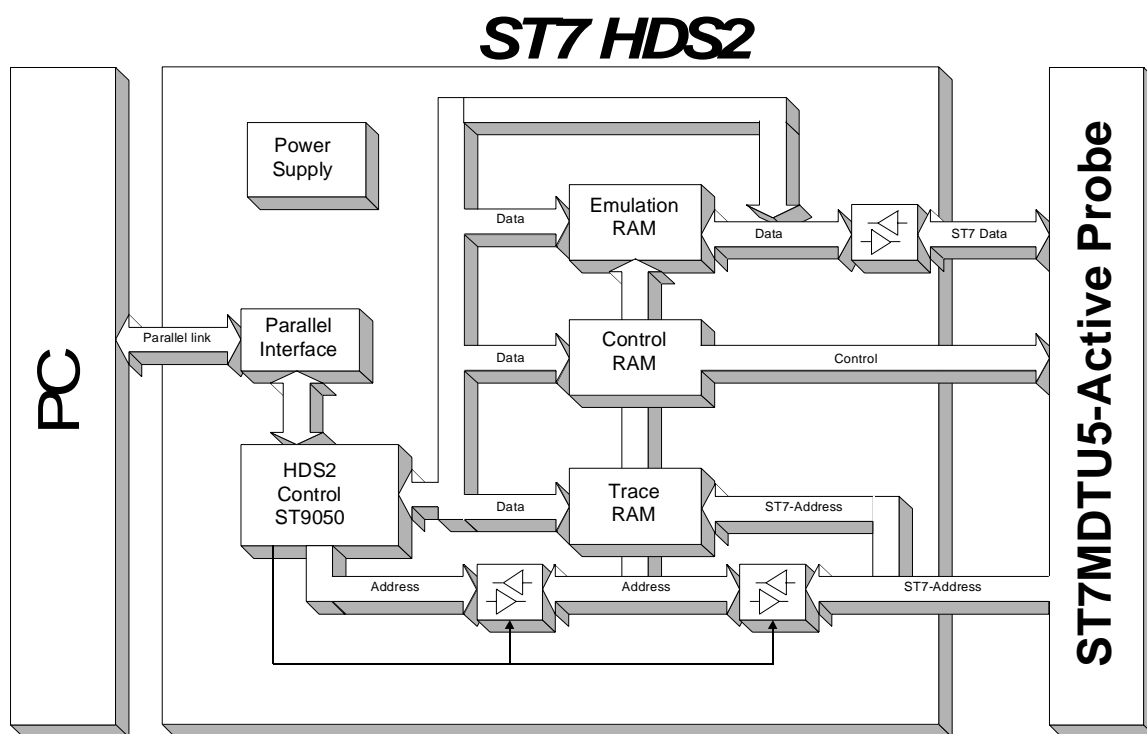 ST7 HDS2
PC
Power
Supply
Emulation
RAM
Data
Data
ST7 Data
Parallel link
Parallel
Interface
Data
Control
RAM
Control
HDS2
Control
ST9050
Data
Trace
RAM
ST7-Address
Address
Address
ST7-Address
ST7MDTU5-Active Probe